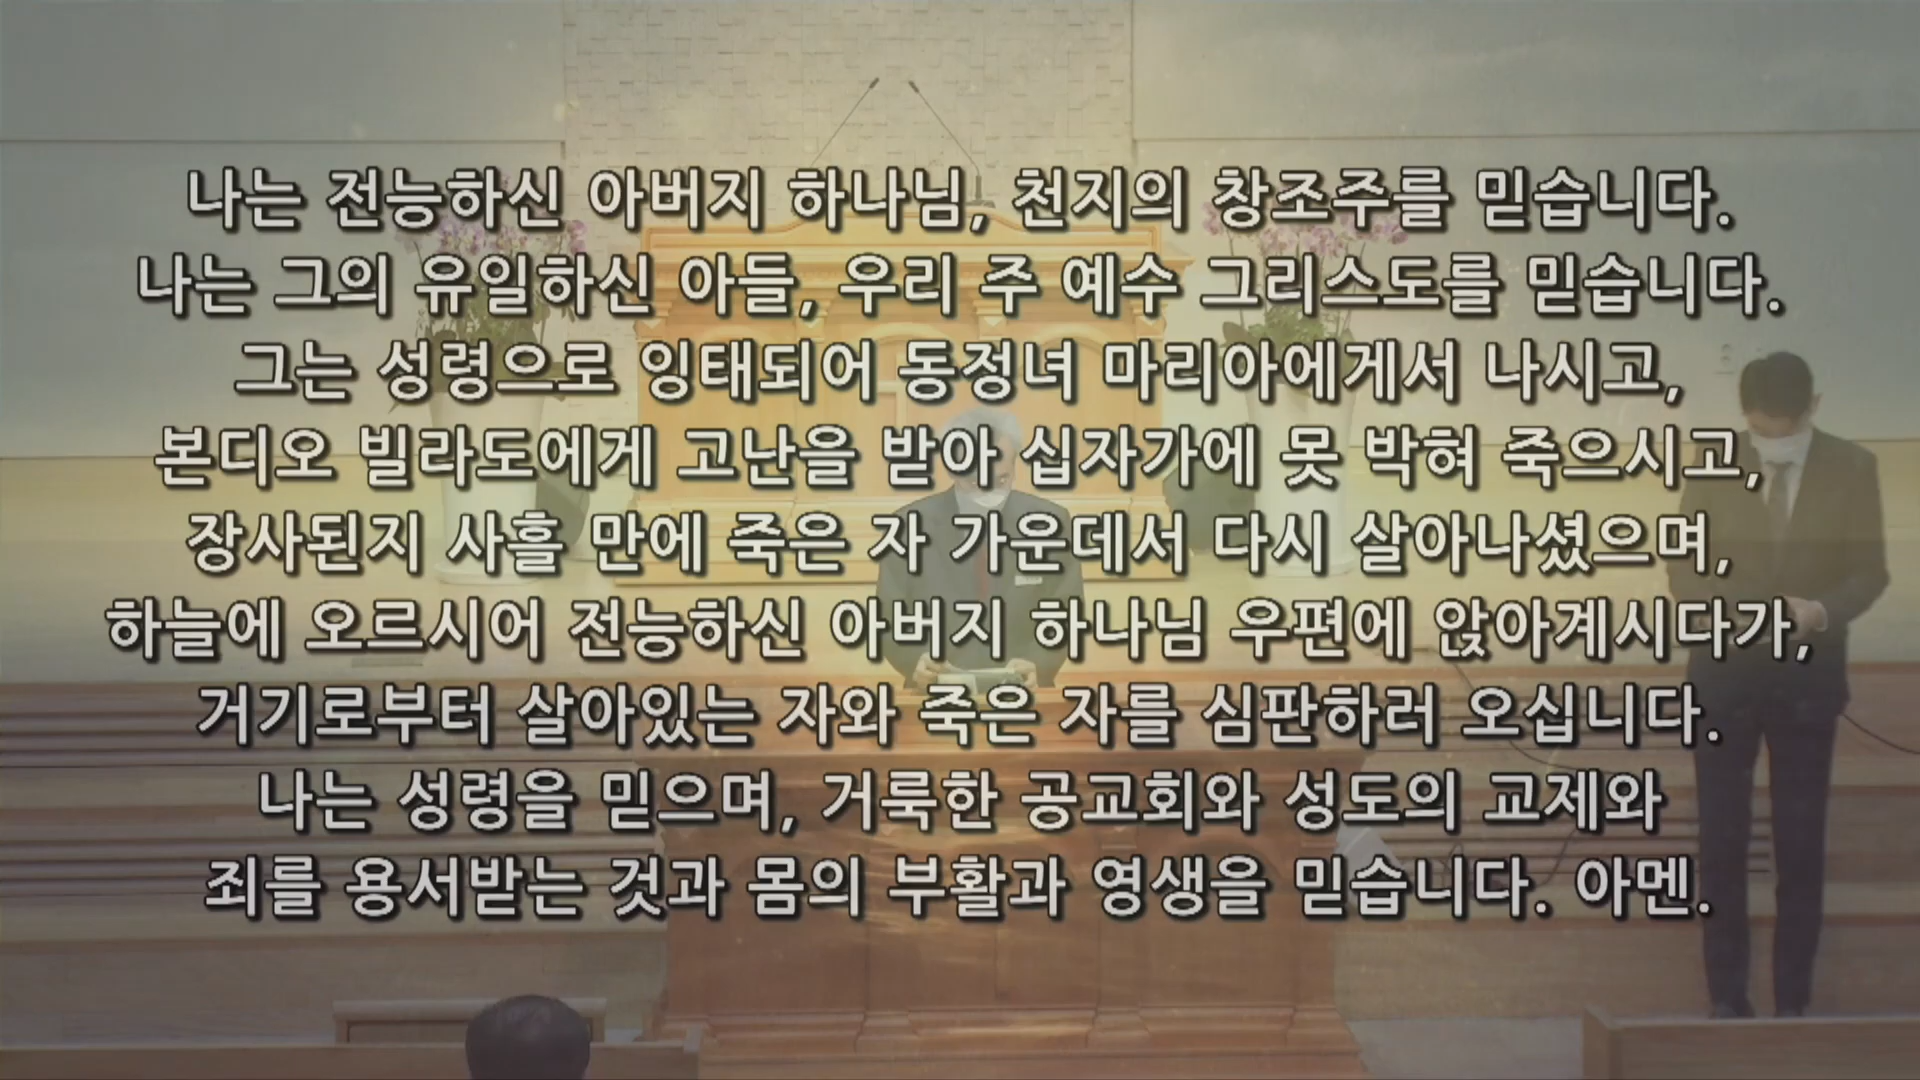 나는 전능하신 아버지 하나님, 천지의 창조주를 믿습니다.
나는 그의 유일하신 아들, 우리 주 예수 그리스도를 믿습니다.
그는 성령으로 잉태되어 동정녀 마리아에게서 나시고,
본디오 빌라도에게 고난을 받아 십자가에 못 박혀 죽으시고,
장사된지 사흘 만에 죽은 자 가운데서 다시 살아나셨으며,
하늘에 오르시어 전능하신 아버지 하나님 우편에 앉아계시다가,
거기로부터 살아있는 자와 죽은 자를 심판하러 오십니다.
나는 성령을 믿으며, 거룩한 공교회와 성도의 교제와
죄를 용서받는 것과 몸의 부활과 영생을 믿습니다. 아멘.